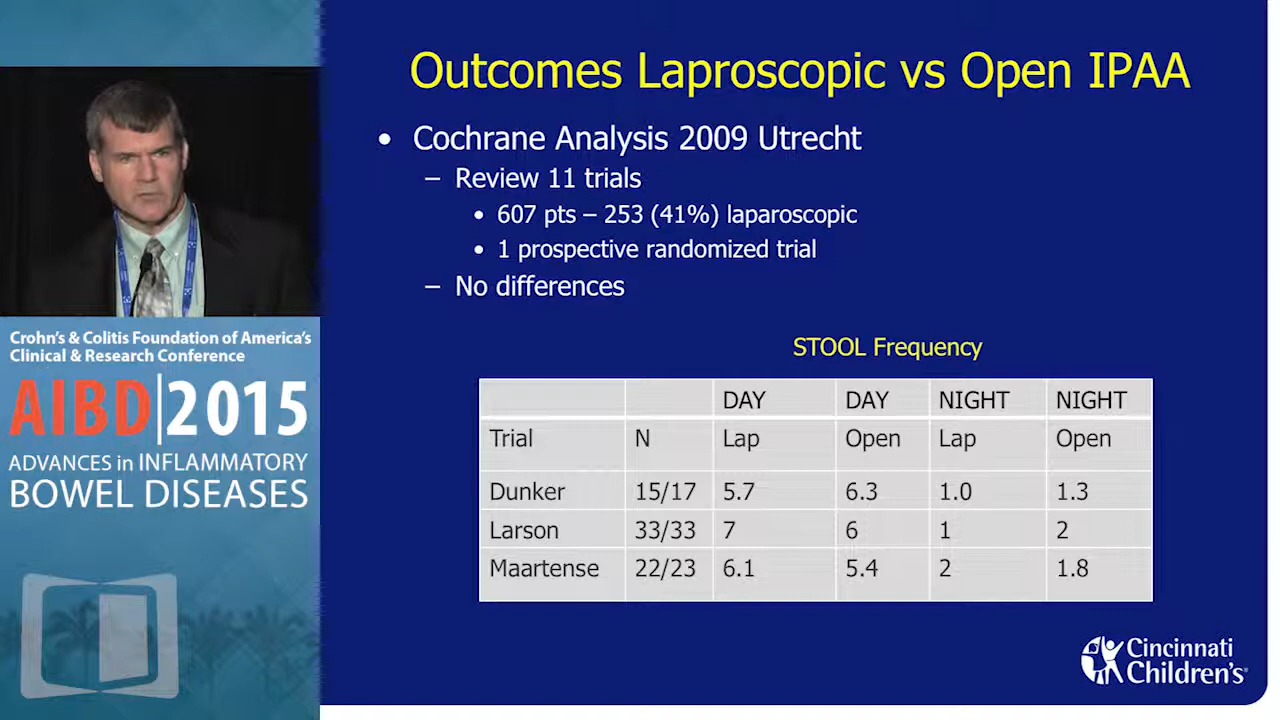 Outcomes Laproscopic vs Open IPAA
• Cochrane Analysis 2009 Utrecht
– Review 11 trials
• 607 pts – 253 (41%) laparoscopic
• 1 prospective randomized trial
– No differences
STOOL Frequency
DAY DAY NIGHT NIGHT
Trial N Lap Open Lap Open
Dunker 15/17 5.7 6.3 1.0 1.3
Larson 33/33 7 6 1 2
Maartense 22/23 6.1 5.4 2 1.8
Cincinnati
Children's
Crohn's & Colitis Foundation of America's
Clinical & Research Conference
AIBD|2015
ADVANCES in INFLAMMATORY
BOWEL DISEASES